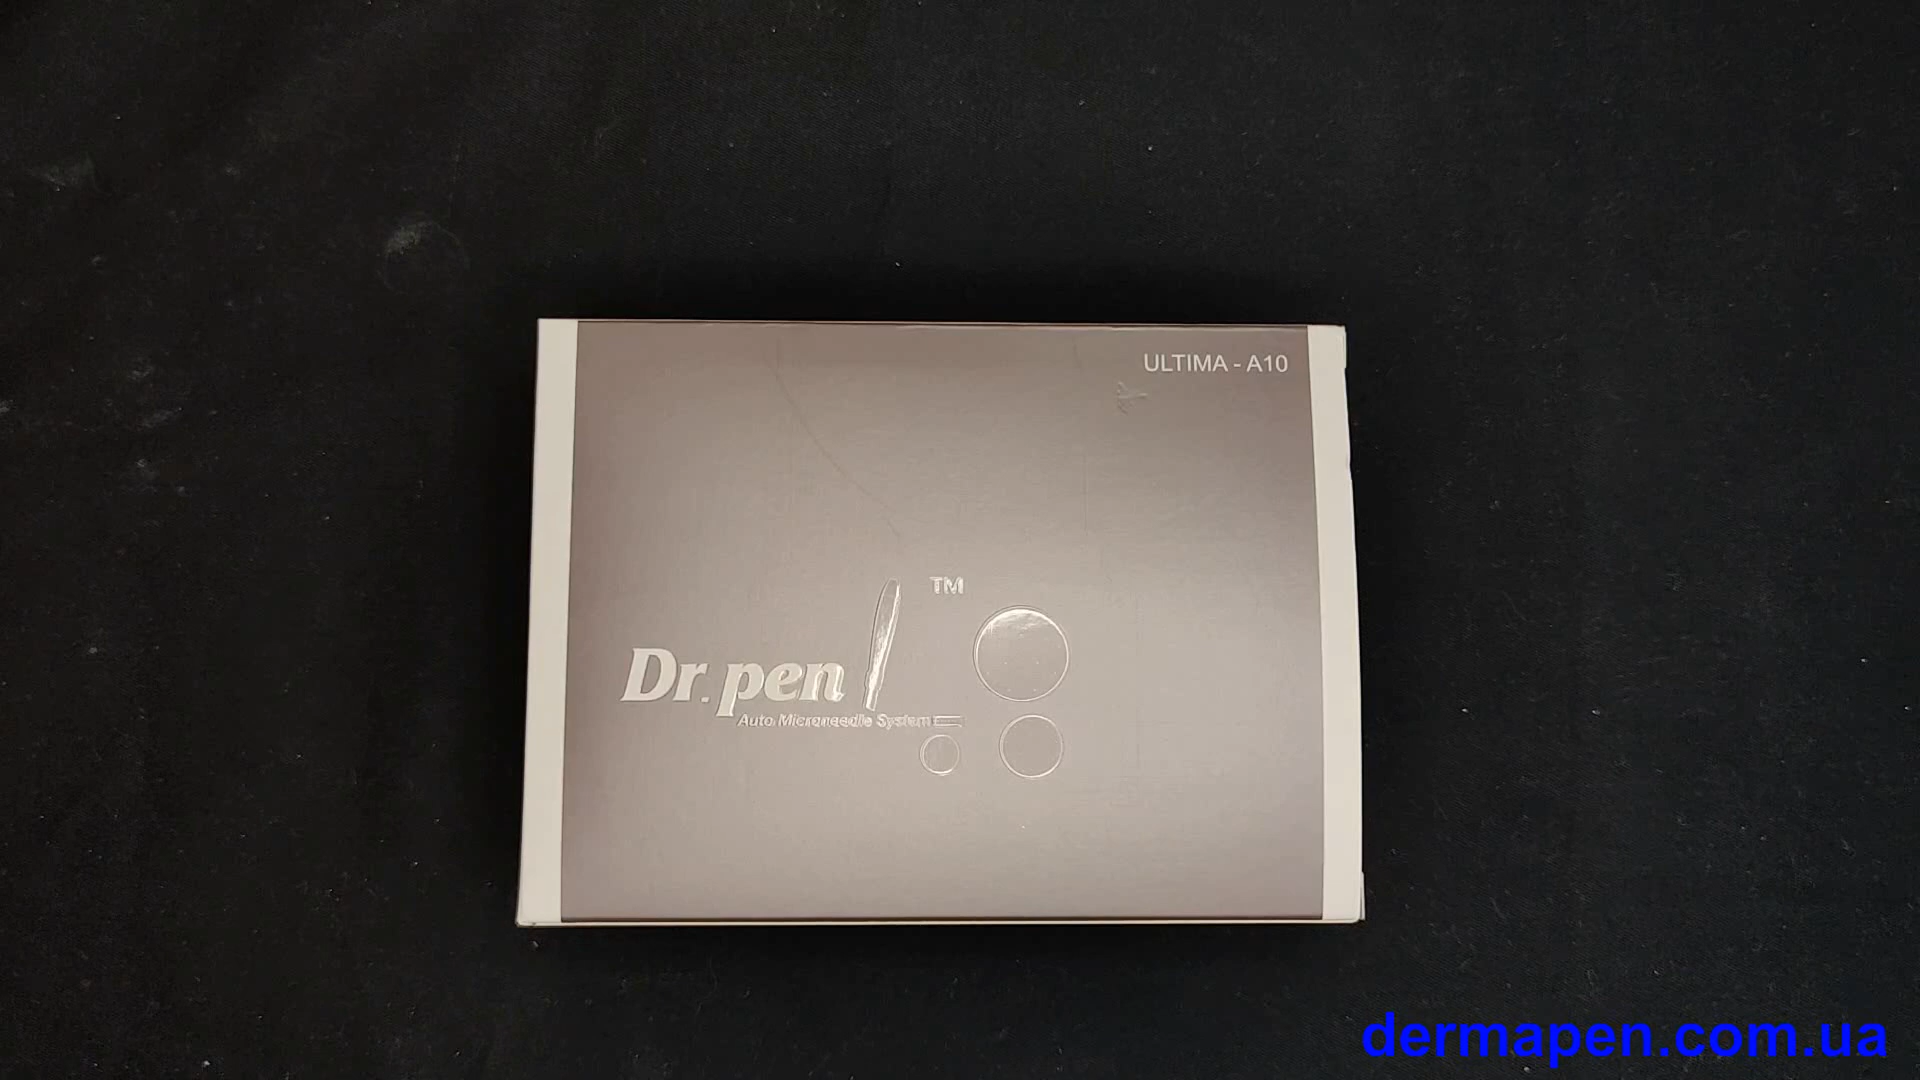 ULTIMA - A10
TM
Dr. pen
Auto Microneedle System
dermapen.com.ua